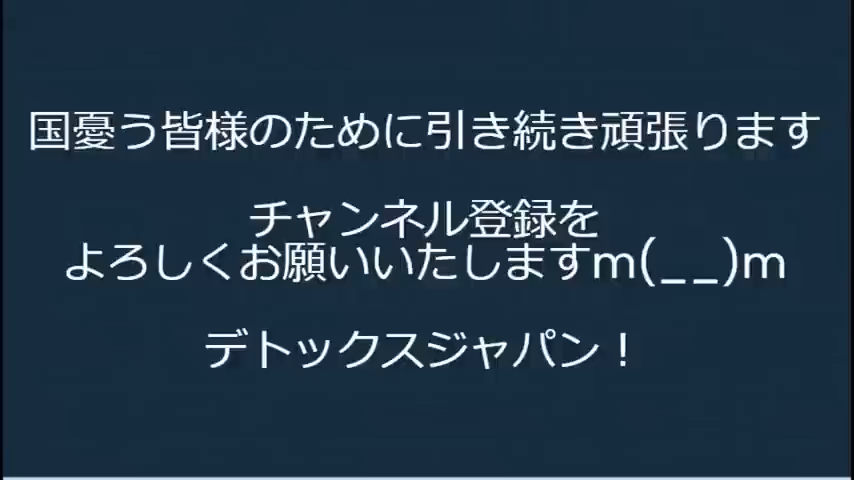 国憂う皆様のために引き続き頑張ります
チャンネル登録を
よろしくお願いいたしますm(__)m
デトックスジャパン！